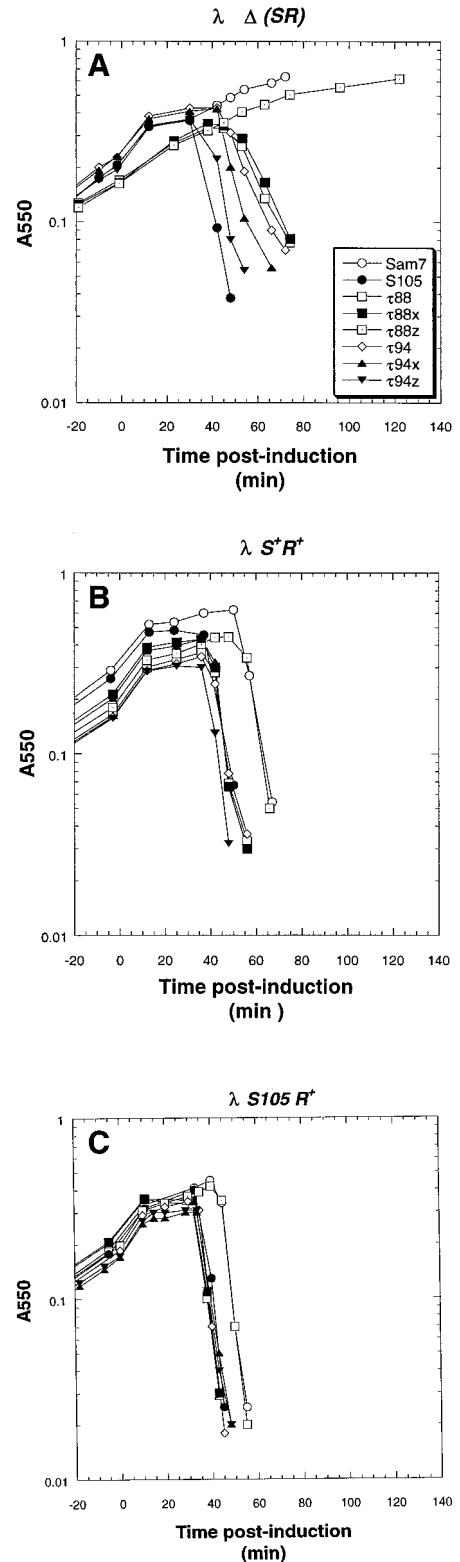 λ Δ (SR)
A
1
0.1
0.01
A550
Sam7
S105
τ88
τ88x
τ88z
τ94
τ94x
τ94z
-20 0 20 40 60 80 100 120 140
Time post-induction
(min)
λ S⁺R⁺
B
1
0.1
0.01
A550
-20 0 20 40 60 80 100 120 140
Time post-induction
(min )
λ S105 R⁺
C
1
0.1
0.01
A550
-20 0 20 40 60 80 100 120 140
Time post-induction
(min)